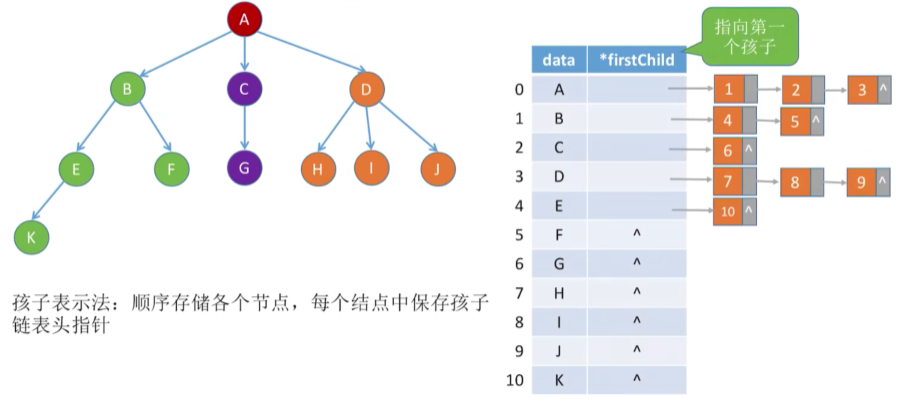 A
B
C
D
E
F
G
H
I
J
K
孩子表示法：顺序存储各个节点，每个结点中保存孩子
链表头指针
指向第一
个孩子
data *firstChild
0 A 1 2 3 ^
1 B 4 5 ^
2 C 6 ^
3 D 7 8 9 ^
4 E 10 ^
5 F ^
6 G ^
7 H ^
8 I ^
9 J ^
10 K ^